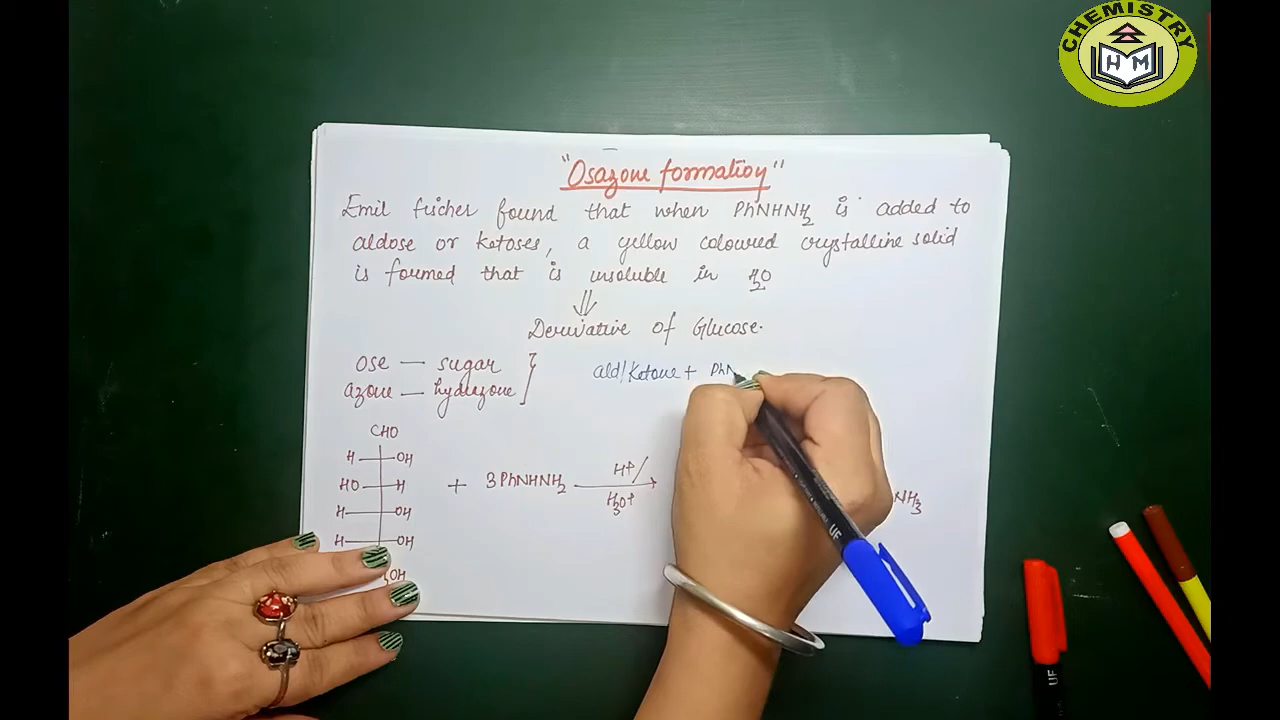 CHEMISTRY
H M
"Osazone formation"
Emil fischer found that when PhNHNH2 is added to
aldose or ketoses, a yellow coloured crystalline solid
is formed that is insoluble in H2O
⇓
Derivative of Glucose.
ose — sugar
azone — hydrazone
ald/Ketone + PhN
CHO
H OH
HO H
H OH
H OH
OH
+ 3PhNHNH2 H+/ H3O+
NH3
UF
UF